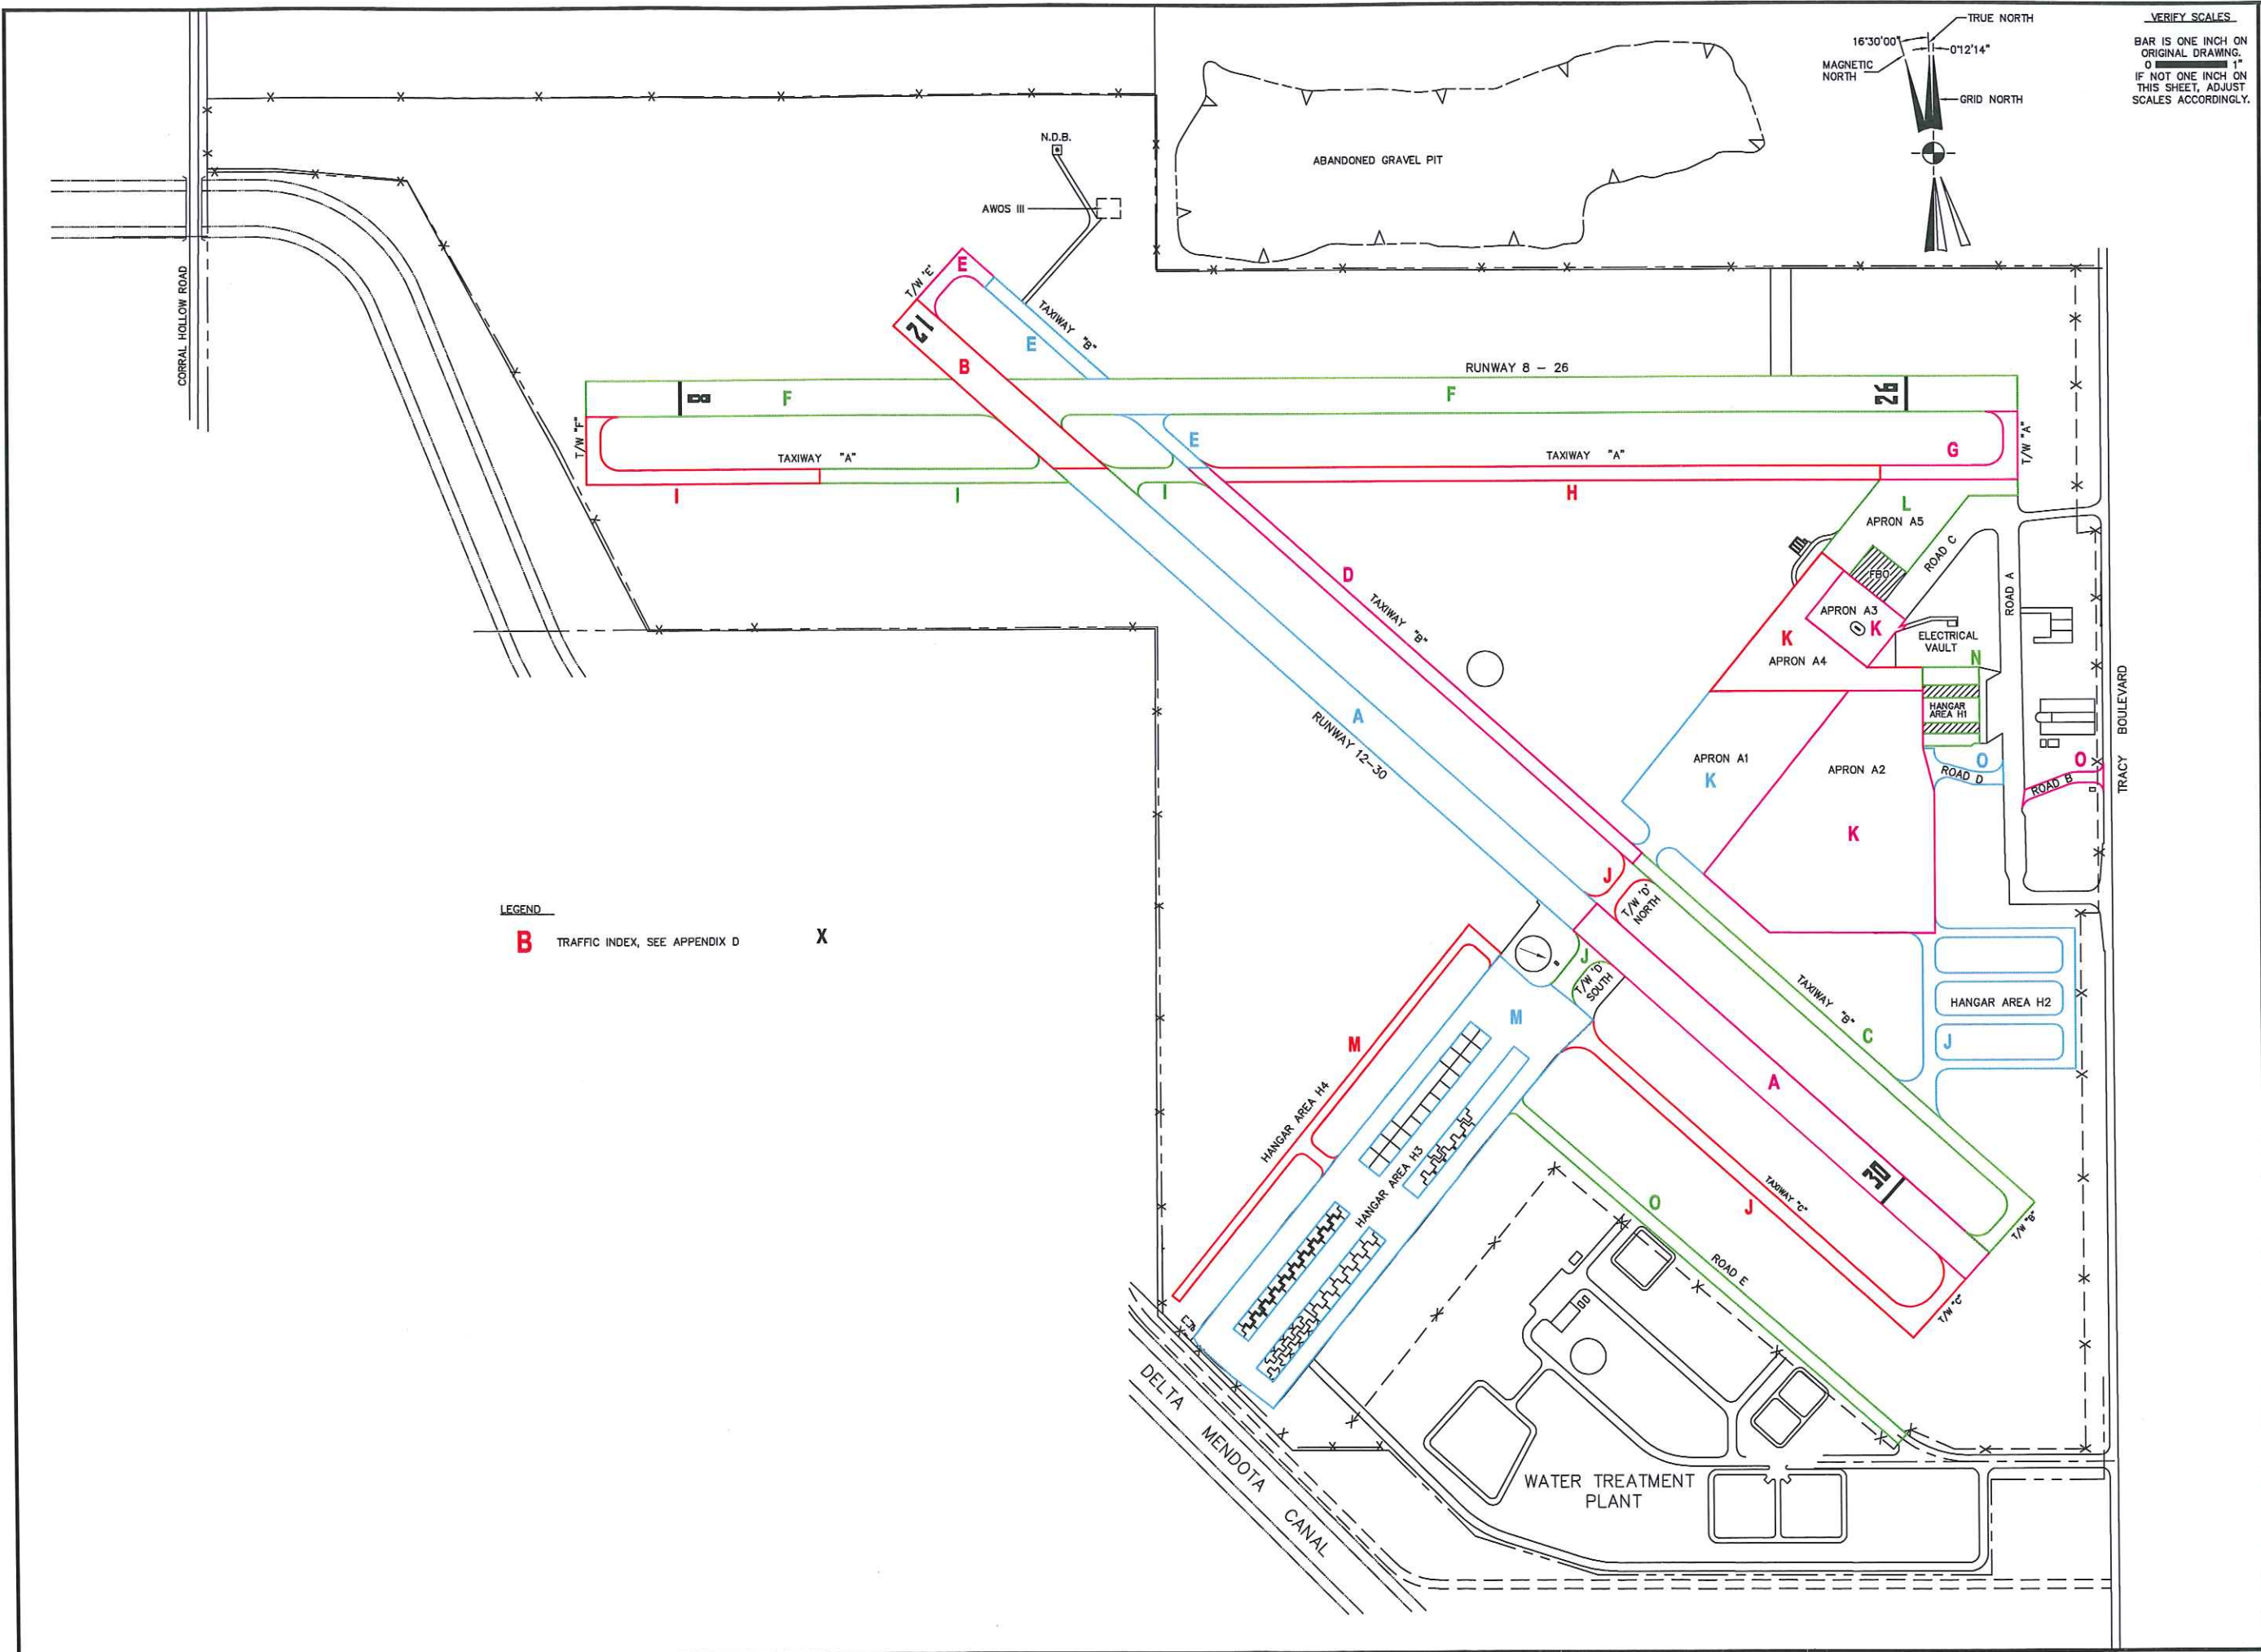 TRUE NORTH
16°30'00"
0°12'14"
MAGNETIC
NORTH
GRID NORTH
VERIFY SCALES
BAR IS ONE INCH ON
ORIGINAL DRAWING.
0 1"
IF NOT ONE INCH ON
THIS SHEET, ADJUST
SCALES ACCORDINGLY.
N.D.B.
AWOS III
ABANDONED GRAVEL PIT
CORRAL HOLLOW ROAD
T/W 'E'
E
12
TAXIWAY "B"
E
B
RUNWAY 8 - 26
8
F
F
26
T/W "F"
TAXIWAY "A"
E
TAXIWAY "A"
G
T/W "A"
I
I
I
H
L
APRON A5
FBO
ROAD C
ROAD A
D
TAXIWAY "B"
APRON A3
K
K
APRON A4
ELECTRICAL
VAULT
N
HANGAR
AREA H1
TRACY BOULEVARD
A
RUNWAY 12-30
APRON A1
K
APRON A2
K
O
ROAD D
O
ROAD B
J
T/W 'D'
NORTH
LEGEND
B TRAFFIC INDEX, SEE APPENDIX D
X
J
T/W 'D'
SOUTH
TAXIWAY "B"
C
HANGAR AREA H2
J
M
M
HANGAR AREA H4
HANGAR AREA H3
A
30
TAXIWAY "C"
J
O
ROAD E
T/W "B"
T/W "C"
DELTA MENDOTA CANAL
WATER TREATMENT
PLANT